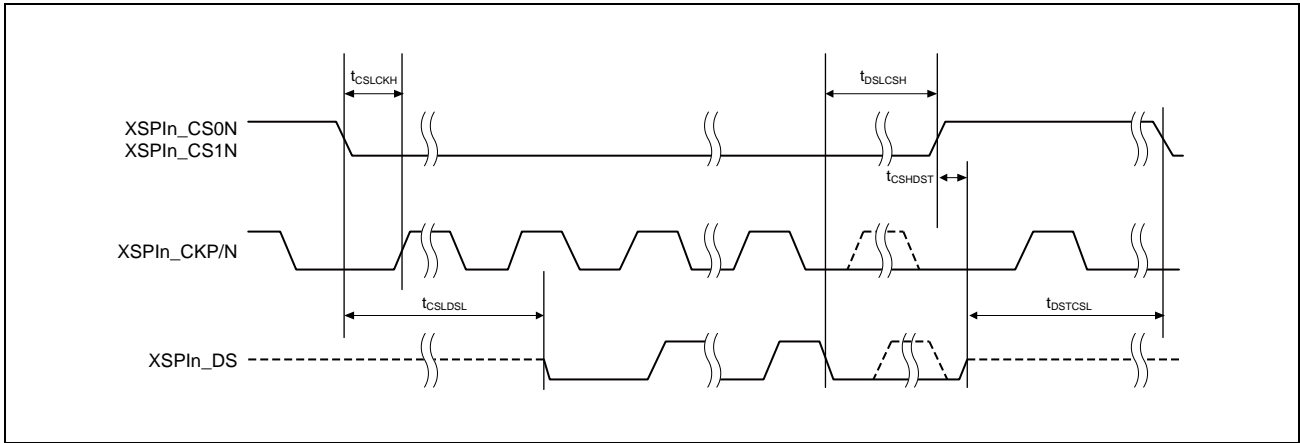 tCSLCKH
tDSLCSH
XSPIn_CS0N
XSPIn_CS1N
tCSHDST
XSPIn_CKP/N
tCSLDSL
tDSTCSL
XSPIn_DS